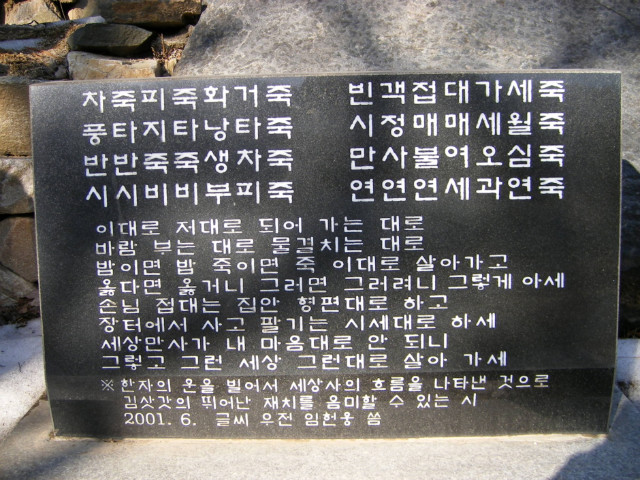 차죽피죽화거죽 빈객접대가세죽
풍타지타낭타죽 시정매매세월죽
반반죽죽생차죽 만사불여오심죽
시시비비부피죽 연연연세과연죽
이대로 저대로 되어 가는 대로
바람 부는 대로 물결치는 대로
밥이면 밥 죽이면 죽 이대로 살아가고
옳다면 옳거니 그러면 그러려니 그렇게 아세
손님 접대는 집안 형편대로 하고
장터에서 사고 팔기는 시세대로 하세
세상만사가 내 마음대로 안 되니
그렇고 그런 세상 그런대로 살아 가세
※한자의 온을 빌어서 세상사의 흐름을 나타낸 것으로
김삿갓의 뛰어난 재치를 음미할 수 있는 시
2001. 6. 글씨 우전 임헌웅 씀